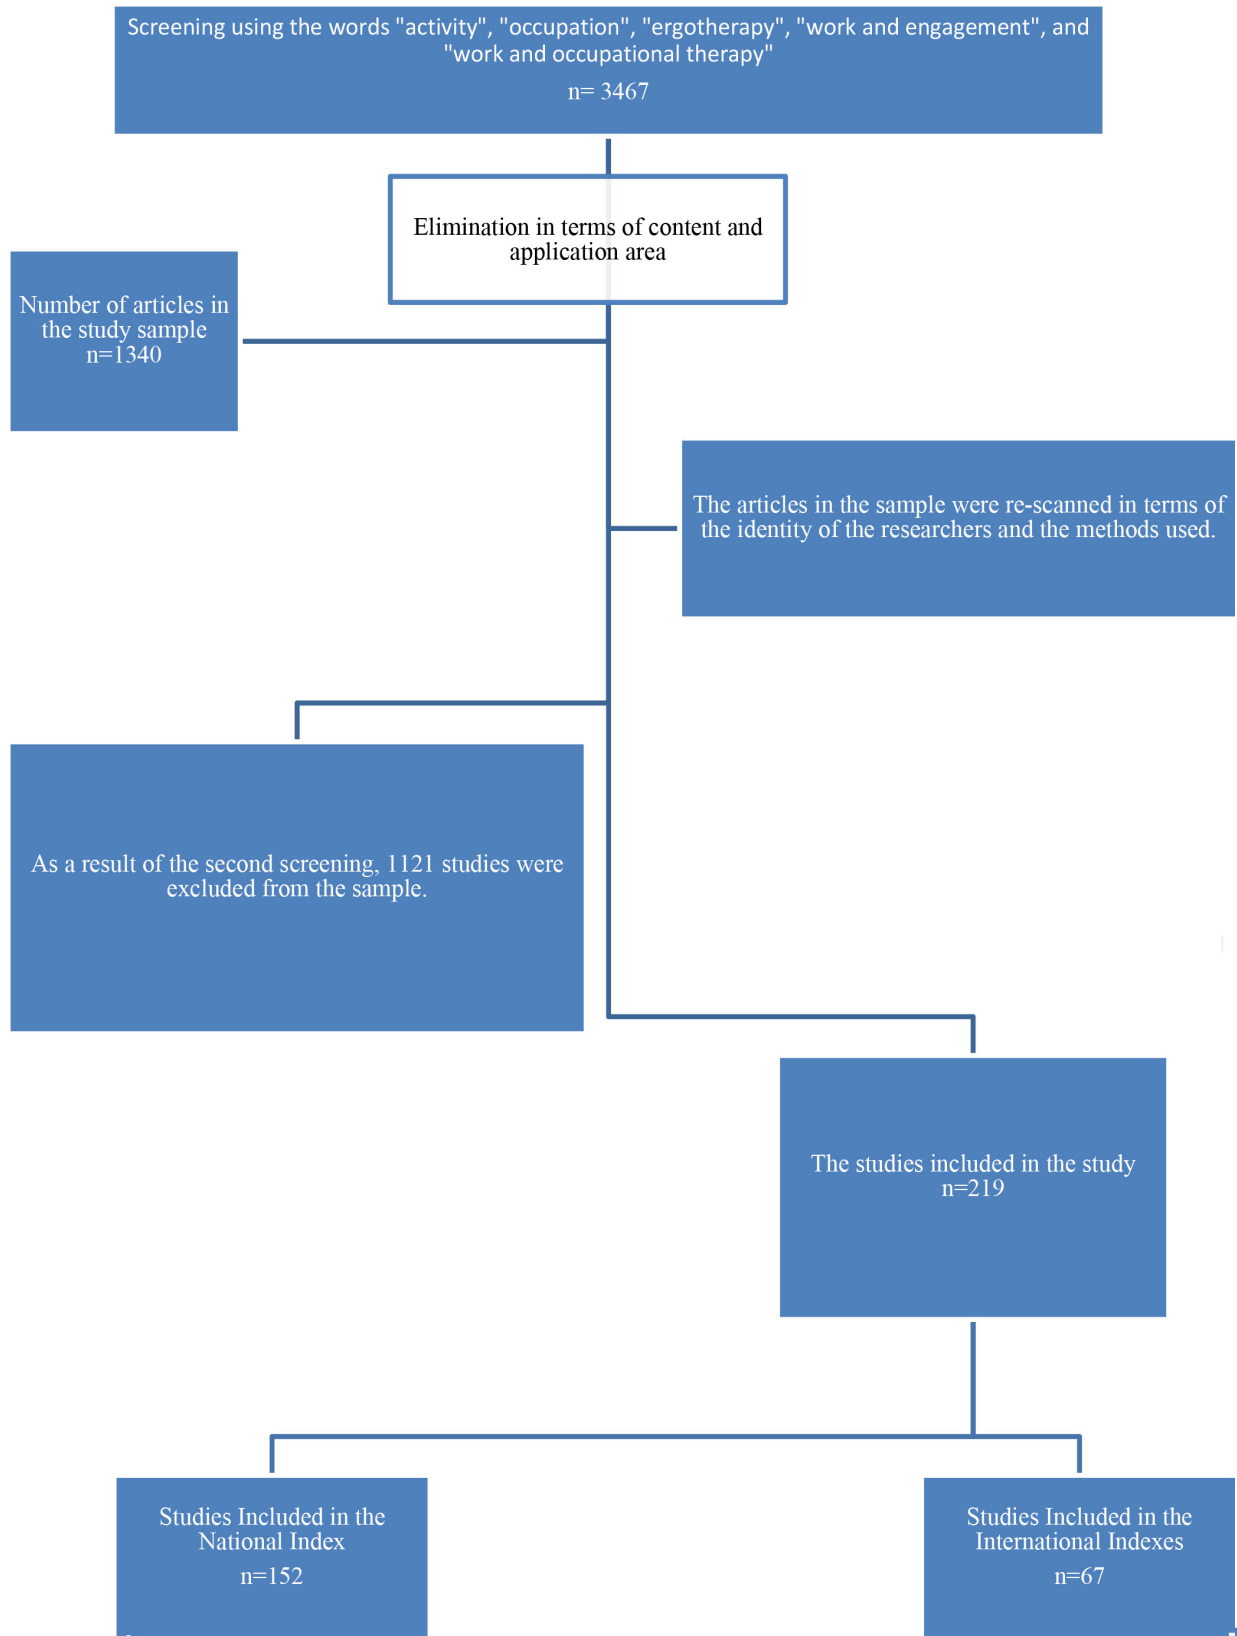 Screening using the words "activity", "occupation", "ergotherapy", "work and engagement", and
"work and occupational therapy"
n= 3467
Elimination in terms of content and
application area
Number of articles in
the study sample
n=1340
The articles in the sample were re-scanned in terms of
the identity of the researchers and the methods used.
As a result of the second screening, 1121 studies were
excluded from the sample.
The studies included in the study
n=219
Studies Included in the
National Index
n=152
Studies Included in the
International Indexes
n=67